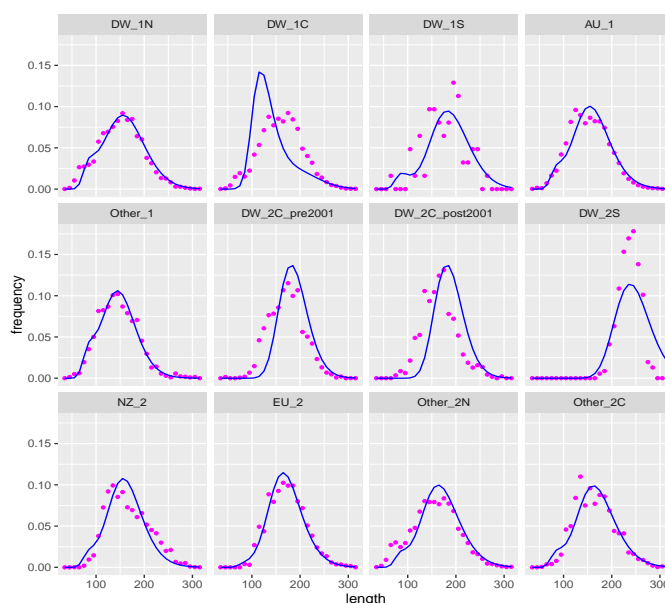 DW_1N DW_1C DW_1S AU_1
0.15
0.10
0.05
0.00
Other_1 DW_2C_pre2001 DW_2C_post2001 DW_2S
0.15
0.10
0.05
0.00
frequency
NZ_2 EU_2 Other_2N Other_2C
0.15
0.10
0.05
0.00
100 200 300 100 200 300 100 200 300 100 200 300
length